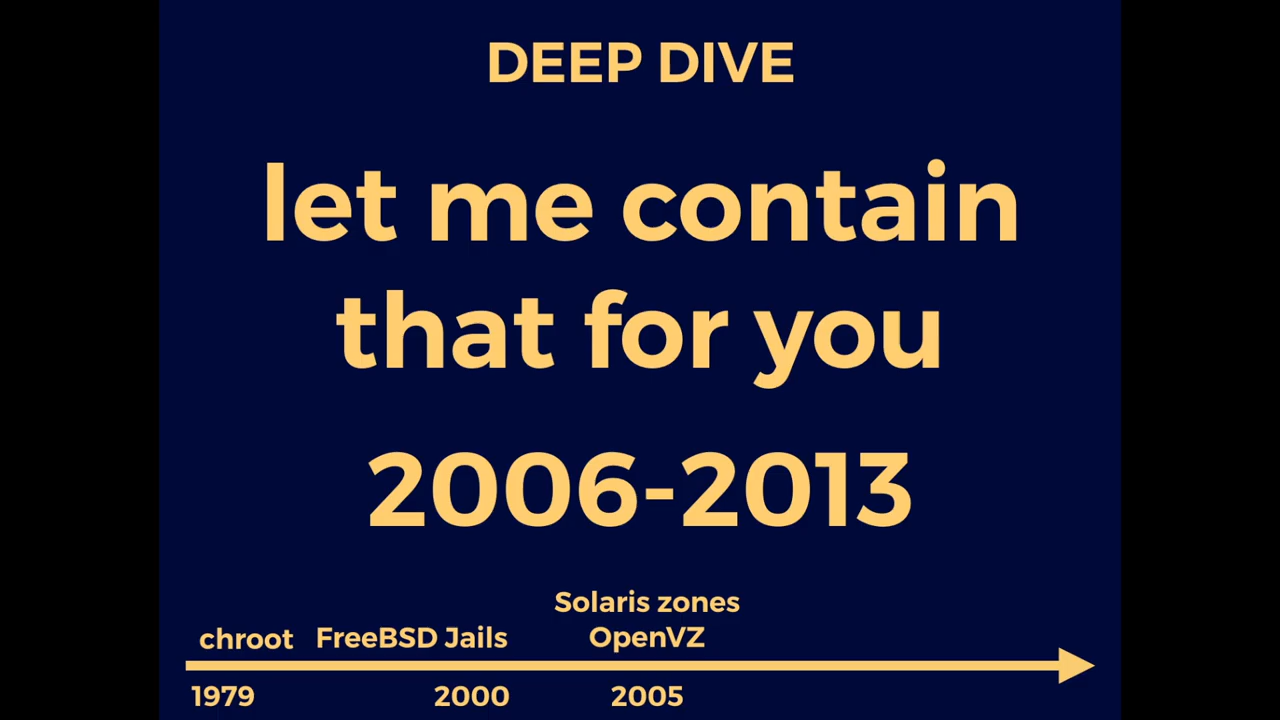 DEEP DIVE
let me contain
that for you
2006-2013
Solaris zones
chroot FreeBSD Jails OpenVZ
1979 2000 2005